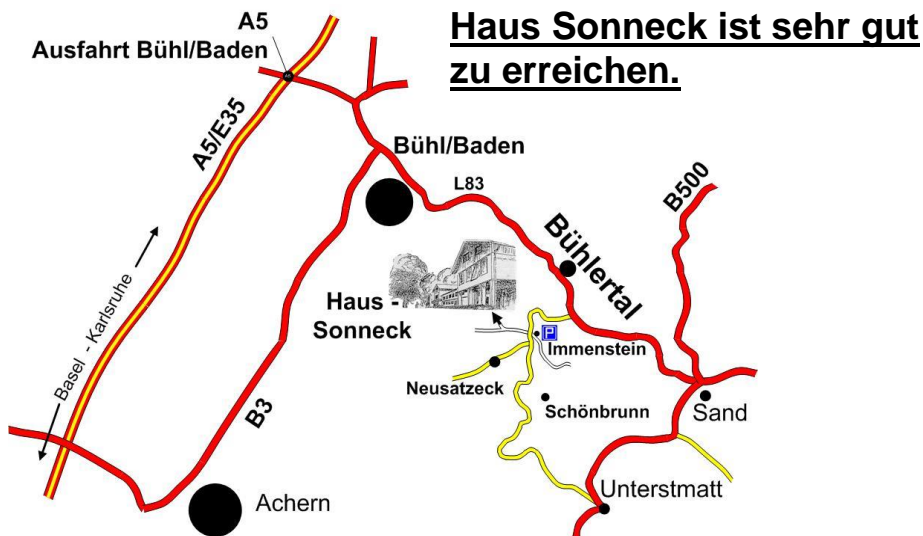 Haus Sonneck ist sehr gut
zu erreichen.
A5
Ausfahrt Bühl/Baden
A5/E35
Bühl/Baden
L83
B500
Bühlertal
Basel - Karlsruhe
Haus -
Sonneck
P
Immenstein
Neusatzeck
B3
Schönbrunn
Sand
Achern
Unterstmatt